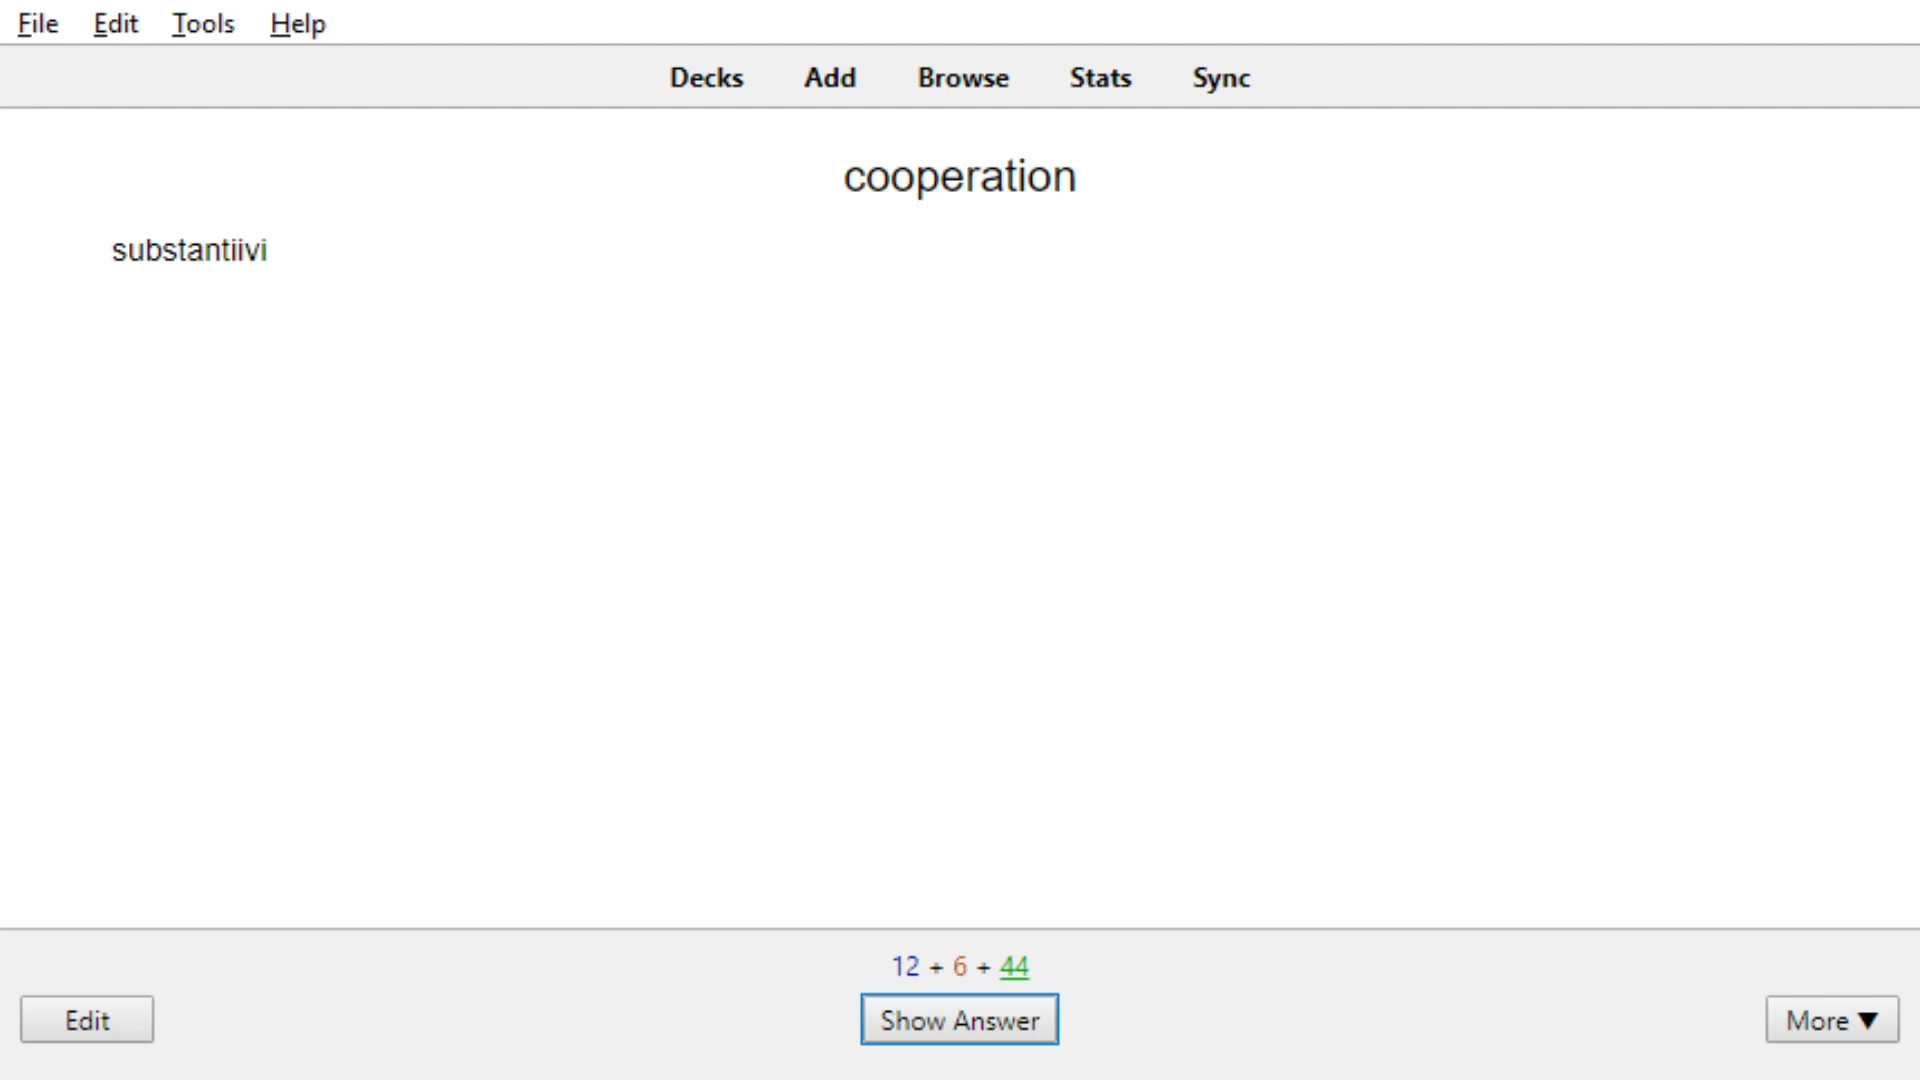 File Edit Tools Help
Decks Add Browse Stats Sync
cooperation
substantiivi
12 + 6 + 44
Edit Show Answer More ▼